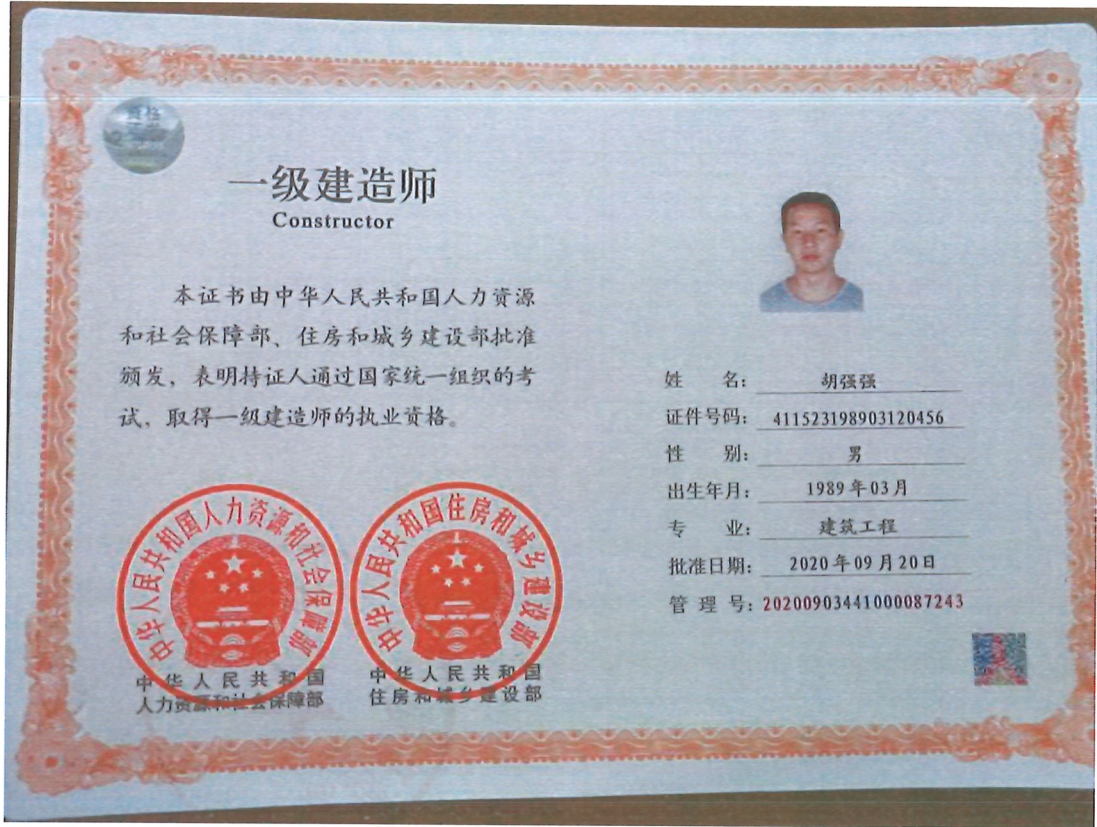 一级建造师
Constructor
本证书由中华人民共和国人力资源
和社会保障部、住房和城乡建设部批准
颁发，表明持证人通过国家统一组织的考
试，取得一级建造师的执业资格。
中华人民共和国人力资源和社会保障部
中华人民共和国住房和城乡建设部
中华人民共和国
人力资源和社会保障部
中华人民共和国
住房和城乡建设部
姓 名：胡强强
证件号码：411523198903120456
性 别：男
出生年月：1989年03月
专 业：建筑工程
批准日期：2020年09月20日
管 理 号：20200903441000087243